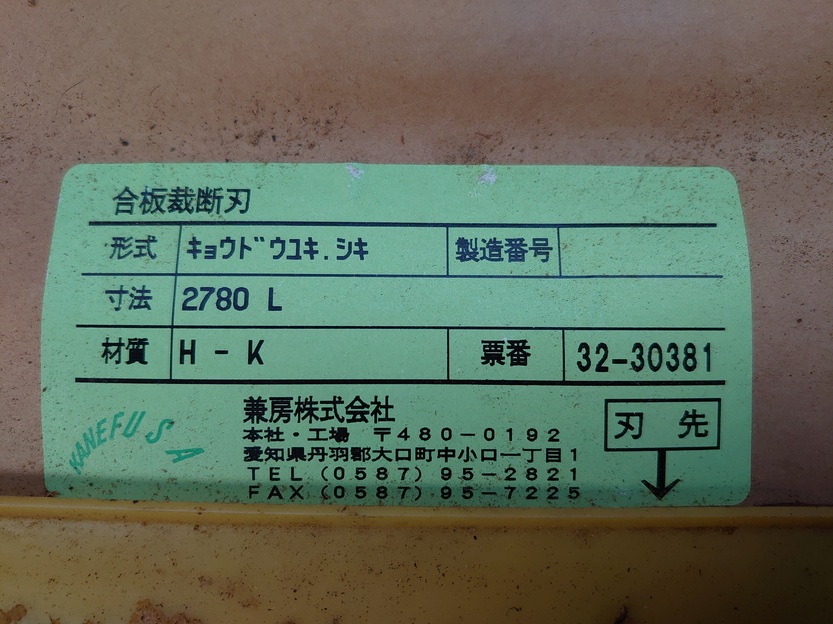 合板裁断刃
形式 ｷｮｳﾄﾞｳﾕｷ.ｼｷ 製造番号
寸法 2780 L
材質 H - K 票番 32-30381
KANEFUSA
兼房株式会社
本社・工場 〒480-0192
愛知県丹羽郡大口町中小口一丁目1
TEL(0587)95-2821
FAX(0587)95-7225
刃 先